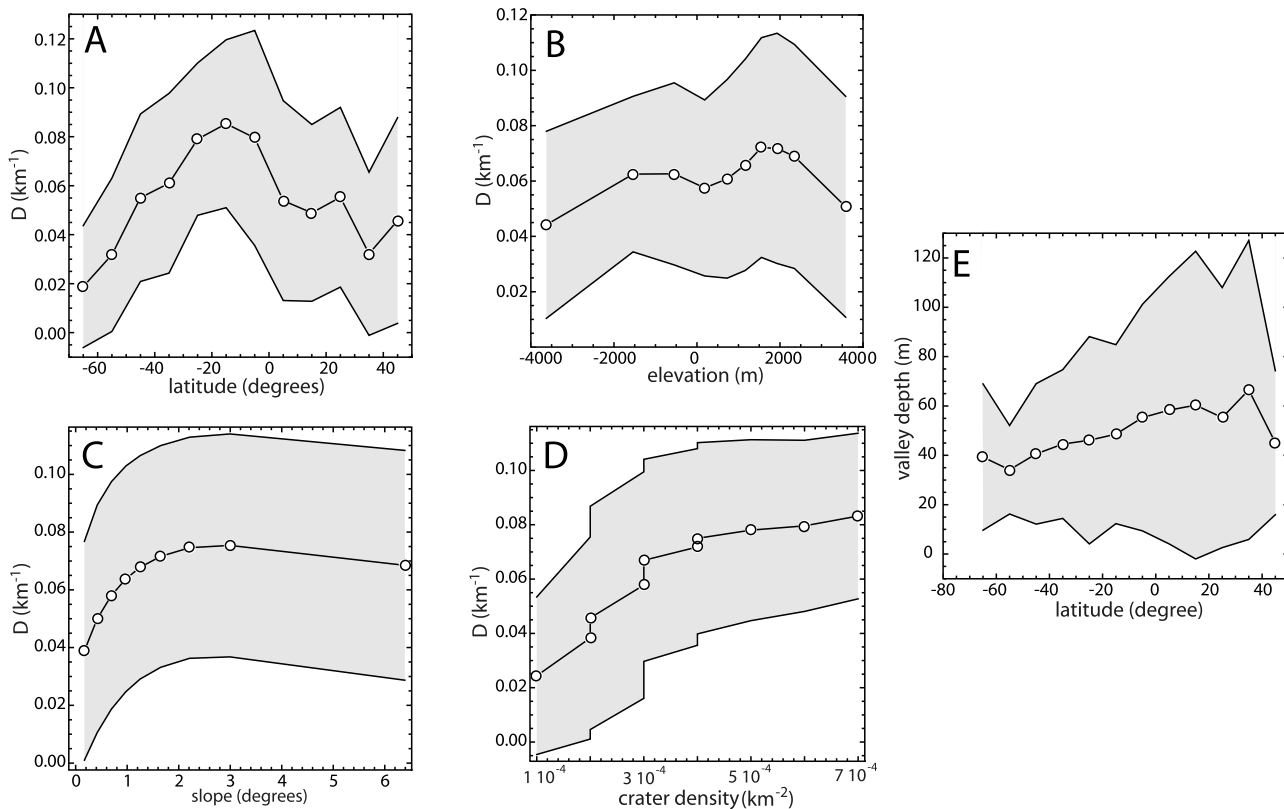 A
D (km⁻¹)
0.12
0.10
0.08
0.06
0.04
0.02
0.00
-60 -40 -20 0 20 40
latitude (degrees)
B
D (km⁻¹)
0.12
0.10
0.08
0.06
0.04
0.02
-4000 -2000 0 2000 4000
elevation (m)
C
D (km⁻¹)
0.10
0.08
0.06
0.04
0.02
0.00
0 1 2 3 4 5 6
slope (degrees)
D
D (km⁻¹)
0.10
0.08
0.06
0.04
0.02
0.00
1 10⁻⁴ 3 10⁻⁴ 5 10⁻⁴ 7 10⁻⁴
crater density (km⁻²)
E
valley depth (m)
120
100
80
60
40
20
0
-80 -60 -40 -20 0 20 40
latitude (degree)